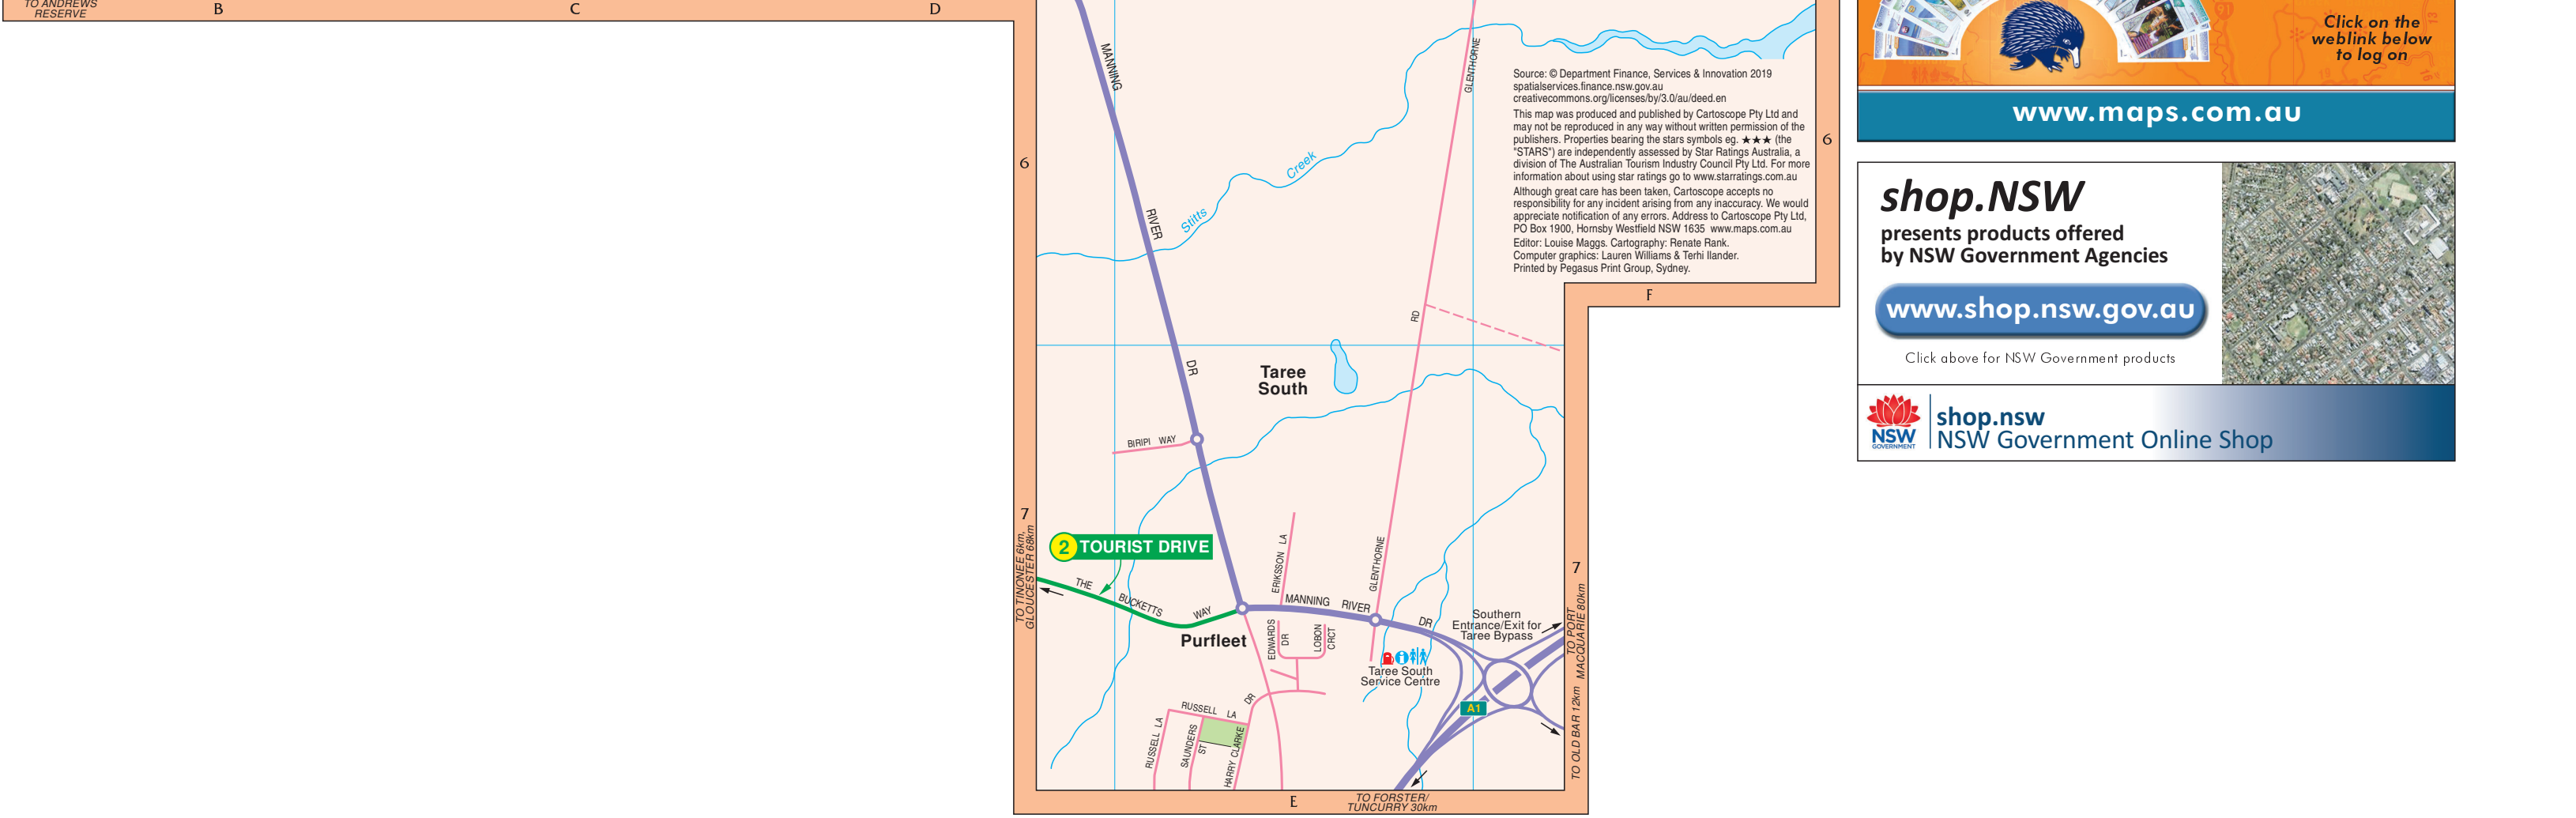 TO ANDREWS
RESERVE
B
C
D
MANNING
RIVER
DR
GLENTHORNE
RD
Stitts
Creek
Source: © Department Finance, Services & Innovation 2019
spatialservices.finance.nsw.gov.au
creativecommons.org/licenses/by/3.0/au/deed.en
This map was produced and published by Cartoscope Pty Ltd and
may not be reproduced in any way without written permission of the
publishers. Properties bearing the stars symbols eg. ★★★ (the
"STARS") are independently assessed by Star Ratings Australia, a
division of The Australian Tourism Industry Council Pty Ltd. For more
information about using star ratings go to www.starratings.com.au
Although great care has been taken, Cartoscope accepts no
responsibility for any incident arising from any inaccuracy. We would
appreciate notification of any errors. Address to Cartoscope Pty Ltd,
PO Box 1900, Hornsby Westfield NSW 1635 www.maps.com.au
Editor: Louise Maggs. Cartography: Renate Rank.
Computer graphics: Lauren Williams & Terhi Ilander.
Printed by Pegasus Print Group, Sydney.
6
6
F
Taree
South
BIRIPI WAY
7
TO TINONEE 6km,
GLOUCESTER 68km
2 TOURIST DRIVE
THE
BUCKETTS
WAY
Purfleet
ERIKSSON LA
GLENTHORNE
MANNING RIVER
DR
EDWARDS
DR
LOBON
CRCT
Southern
Entrance/Exit for
Taree Bypass
Taree South
Service Centre
A1
7
TO PORT
MACQUARIE 80km
TO OLD BAR 12km
DR
RUSSELL LA
RUSSELL LA
SAUNDERS
ST
HARRY CLARKE
E
TO FORSTER/
TUNCURRY 30km
Click on the
weblink below
to log on
13
www.maps.com.au
shop.NSW
presents products offered
by NSW Government Agencies
www.shop.nsw.gov.au
Click above for NSW Government products
NSW
GOVERNMENT
shop.nsw
NSW Government Online Shop